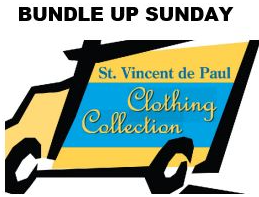 BUNDLE UP SUNDAY
St. Vincent de Paul
Clothing
Collection